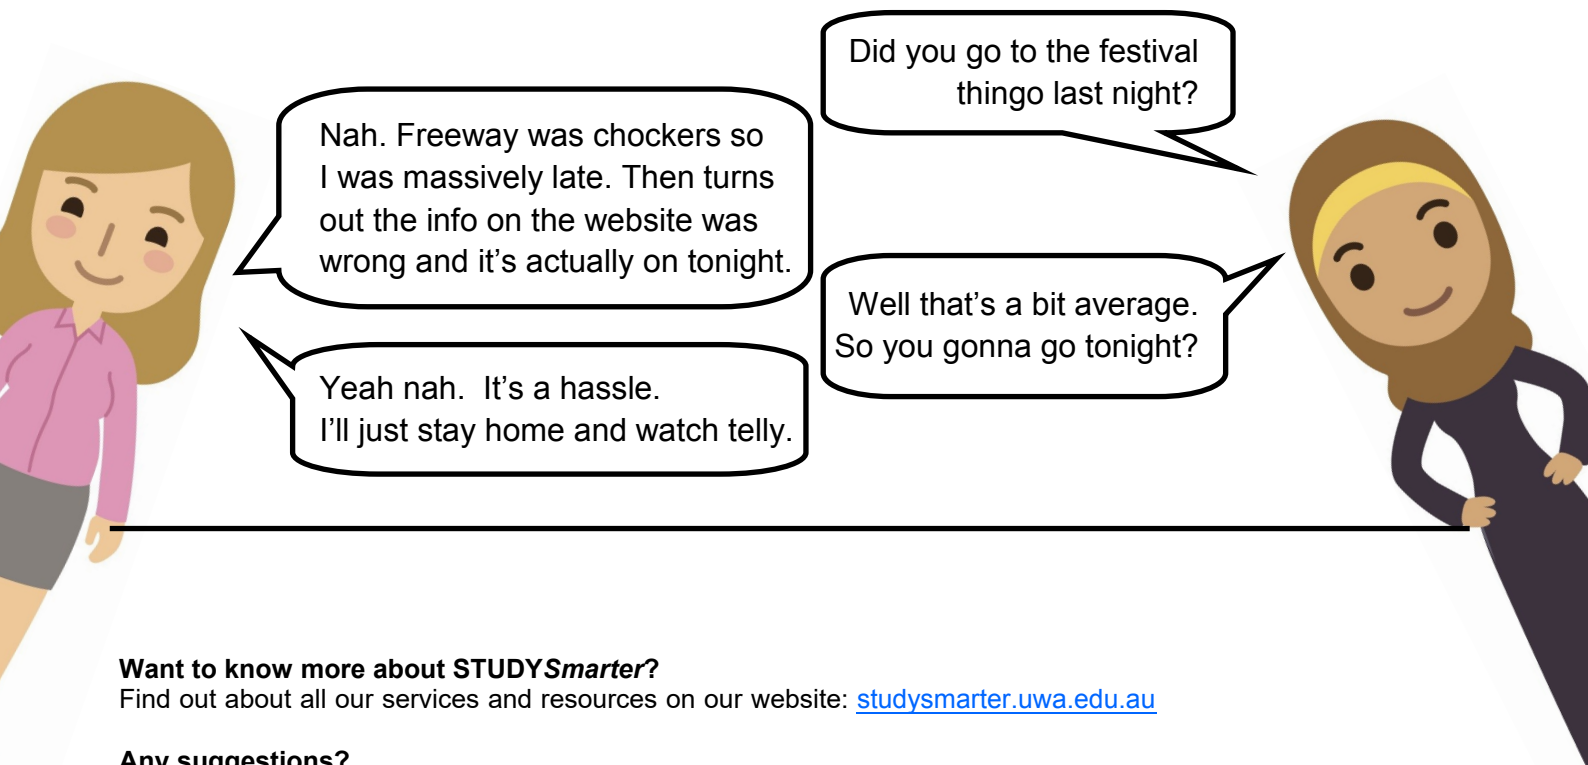 Did you go to the festival
thingo last night?
Nah. Freeway was chockers so
I was massively late. Then turns
out the info on the website was
wrong and it's actually on tonight.
Well that's a bit average.
So you gonna go tonight?
Yeah nah.  It's a hassle.
I'll just stay home and watch telly.
Want to know more about STUDYSmarter?
Find out about all our services and resources on our website: studysmarter.uwa.edu.au
Any suggestions?